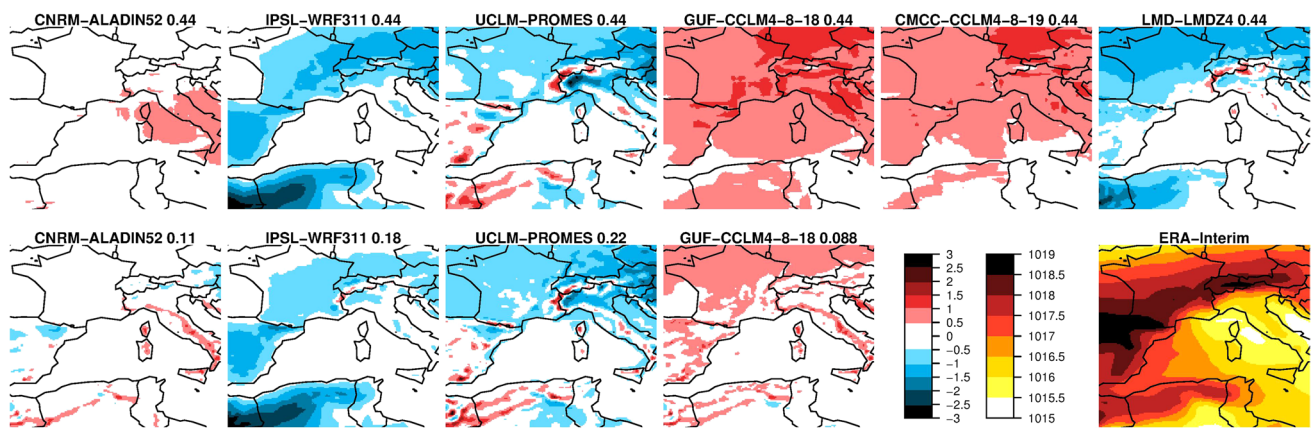 CNRM−ALADIN52 0.44
IPSL−WRF311 0.44
UCLM−PROMES 0.44
GUF−CCLM4−8−18 0.44
CMCC−CCLM4−8−19 0.44
LMD−LMDZ4 0.44
CNRM−ALADIN52 0.11
IPSL−WRF311 0.18
UCLM−PROMES 0.22
GUF−CCLM4−8−18 0.088
ERA−Interim
3
2.5
2
1.5
1
0.5
−0.5
−1
−1.5
−2
−2.5
−3
1019
1018.5
1018
1017.5
1017
1016.5
1016
1015.5
1015